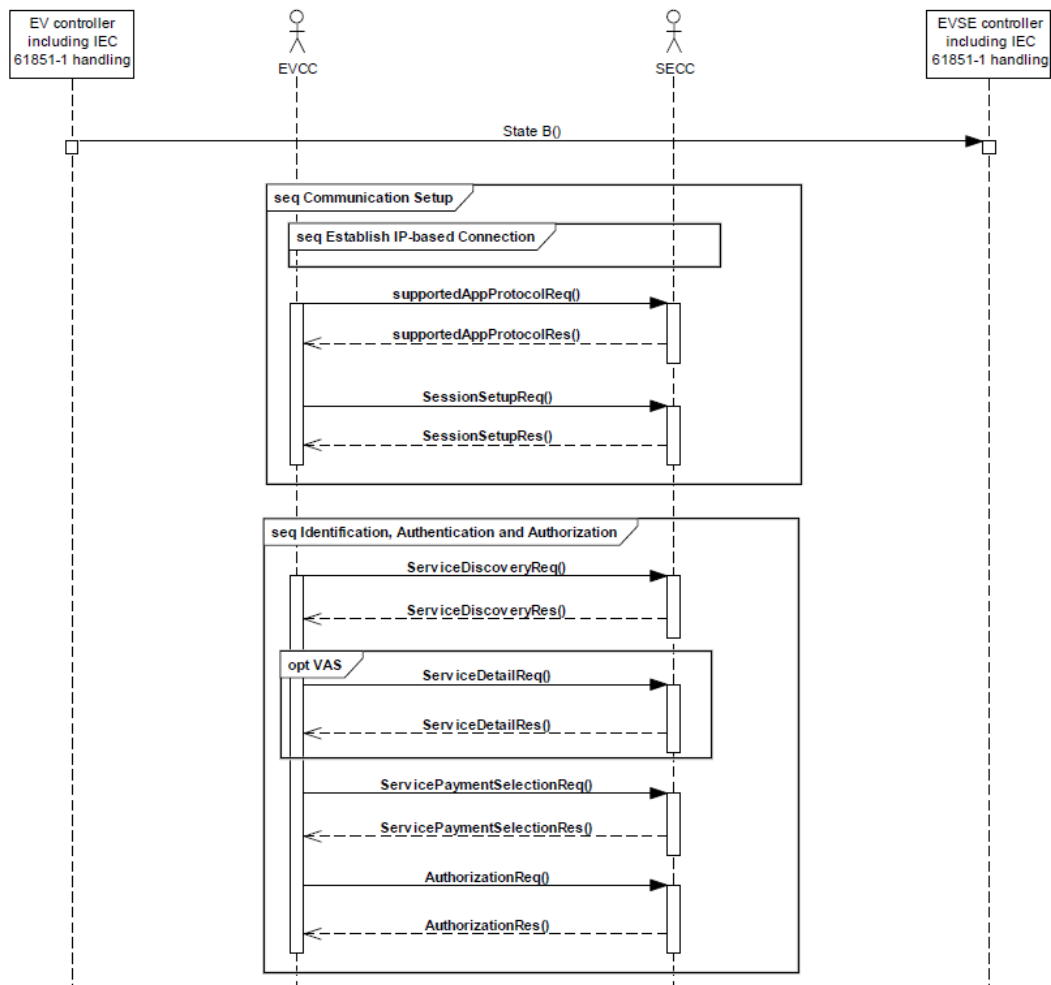 EV controller
including IEC
61851-1 handling
EVCC
SECC
EVSE controller
including IEC
61851-1 handling
State B()
seq Communication Setup
seq Establish IP-based Connection
supportedAppProtocolReq()
supportedAppProtocolRes()
SessionSetupReq()
SessionSetupRes()
seq Identification, Authentication and Authorization
ServiceDiscoveryReq()
ServiceDiscoveryRes()
opt VAS
ServiceDetailReq()
ServiceDetailRes()
ServicePaymentSelectionReq()
ServicePaymentSelectionRes()
AuthorizationReq()
AuthorizationRes()